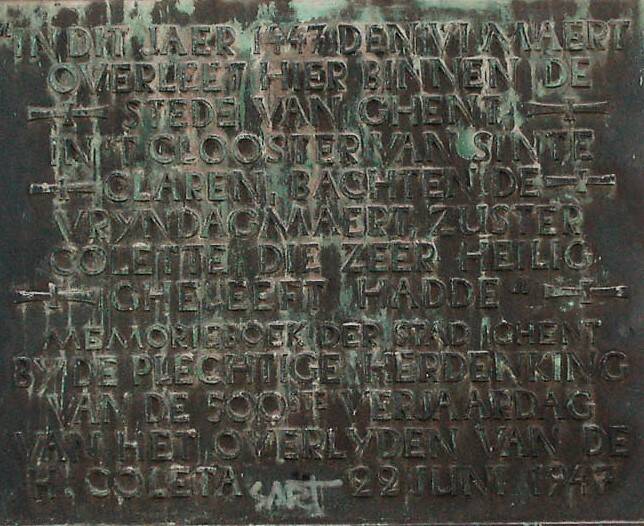 "IN DIT JAER 1447 DEN VI MAERT
OVERLEET HIER BINNEN DE
STEDE VAN GHENT
IN T CLOOSTER VAN SINTE
CLAREN, BACHTEN DE
VRYNDAGMAERT, ZUSTER
COLETTE DIE ZEER HEILIG
GHELEEFT HADDE"
MEMORIEBOEK DER STAD GHENT
BY DE PLECHTIGE HERDENKING
VAN DE 500STE VERJAARDAG
VAN HET OVERLYDEN VAN DE
H. COLETA 22 JUNI 1947
SART